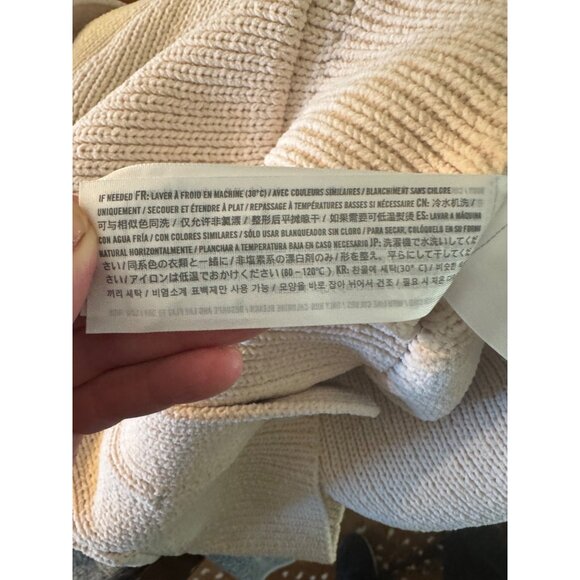 IF NEEDED FR: LAVER À FROID EN MACHINE (30°C) / AVEC COULEURS SIMILAIRES / BLANCHIMENT SANS CHLORE
UNIQUEMENT / SECOUER ET ÉTENDRE À PLAT / REPASSAGE À TEMPÉRATURES BASSES SI NÉCESSAIRE CN: 冷水机洗 /
可与相似色同洗 / 仅允许非氯漂 / 整形后平摊晾干 / 如果需要可低温熨烫 ES: LAVAR A MÁQUINA
CON AGUA FRÍA / CON COLORES SIMILARES / SÓLO USAR BLANQUEADOR SIN CLORO / PARA SECAR, COLÓQUELO EN SU FORMA
NATURAL HORIZONTALMENTE / PLANCHAR A TEMPERATURA BAJA EN CASO NECESARIO JP: 洗濯機で水洗いしてくださ
い / 同系色の衣類と一緒に / 非塩素系の漂白剤のみ / 形を整え、平らにして干してくださ
い / アイロンは低温でおかけください (80 – 120°C) KR: 찬물에 세탁(30° C) / 비슷한
끼리 세탁 / 비염소계 표백제만 사용 가능 / 모양을 바로 잡아 뉘어서 건조 / 필요 시 저온